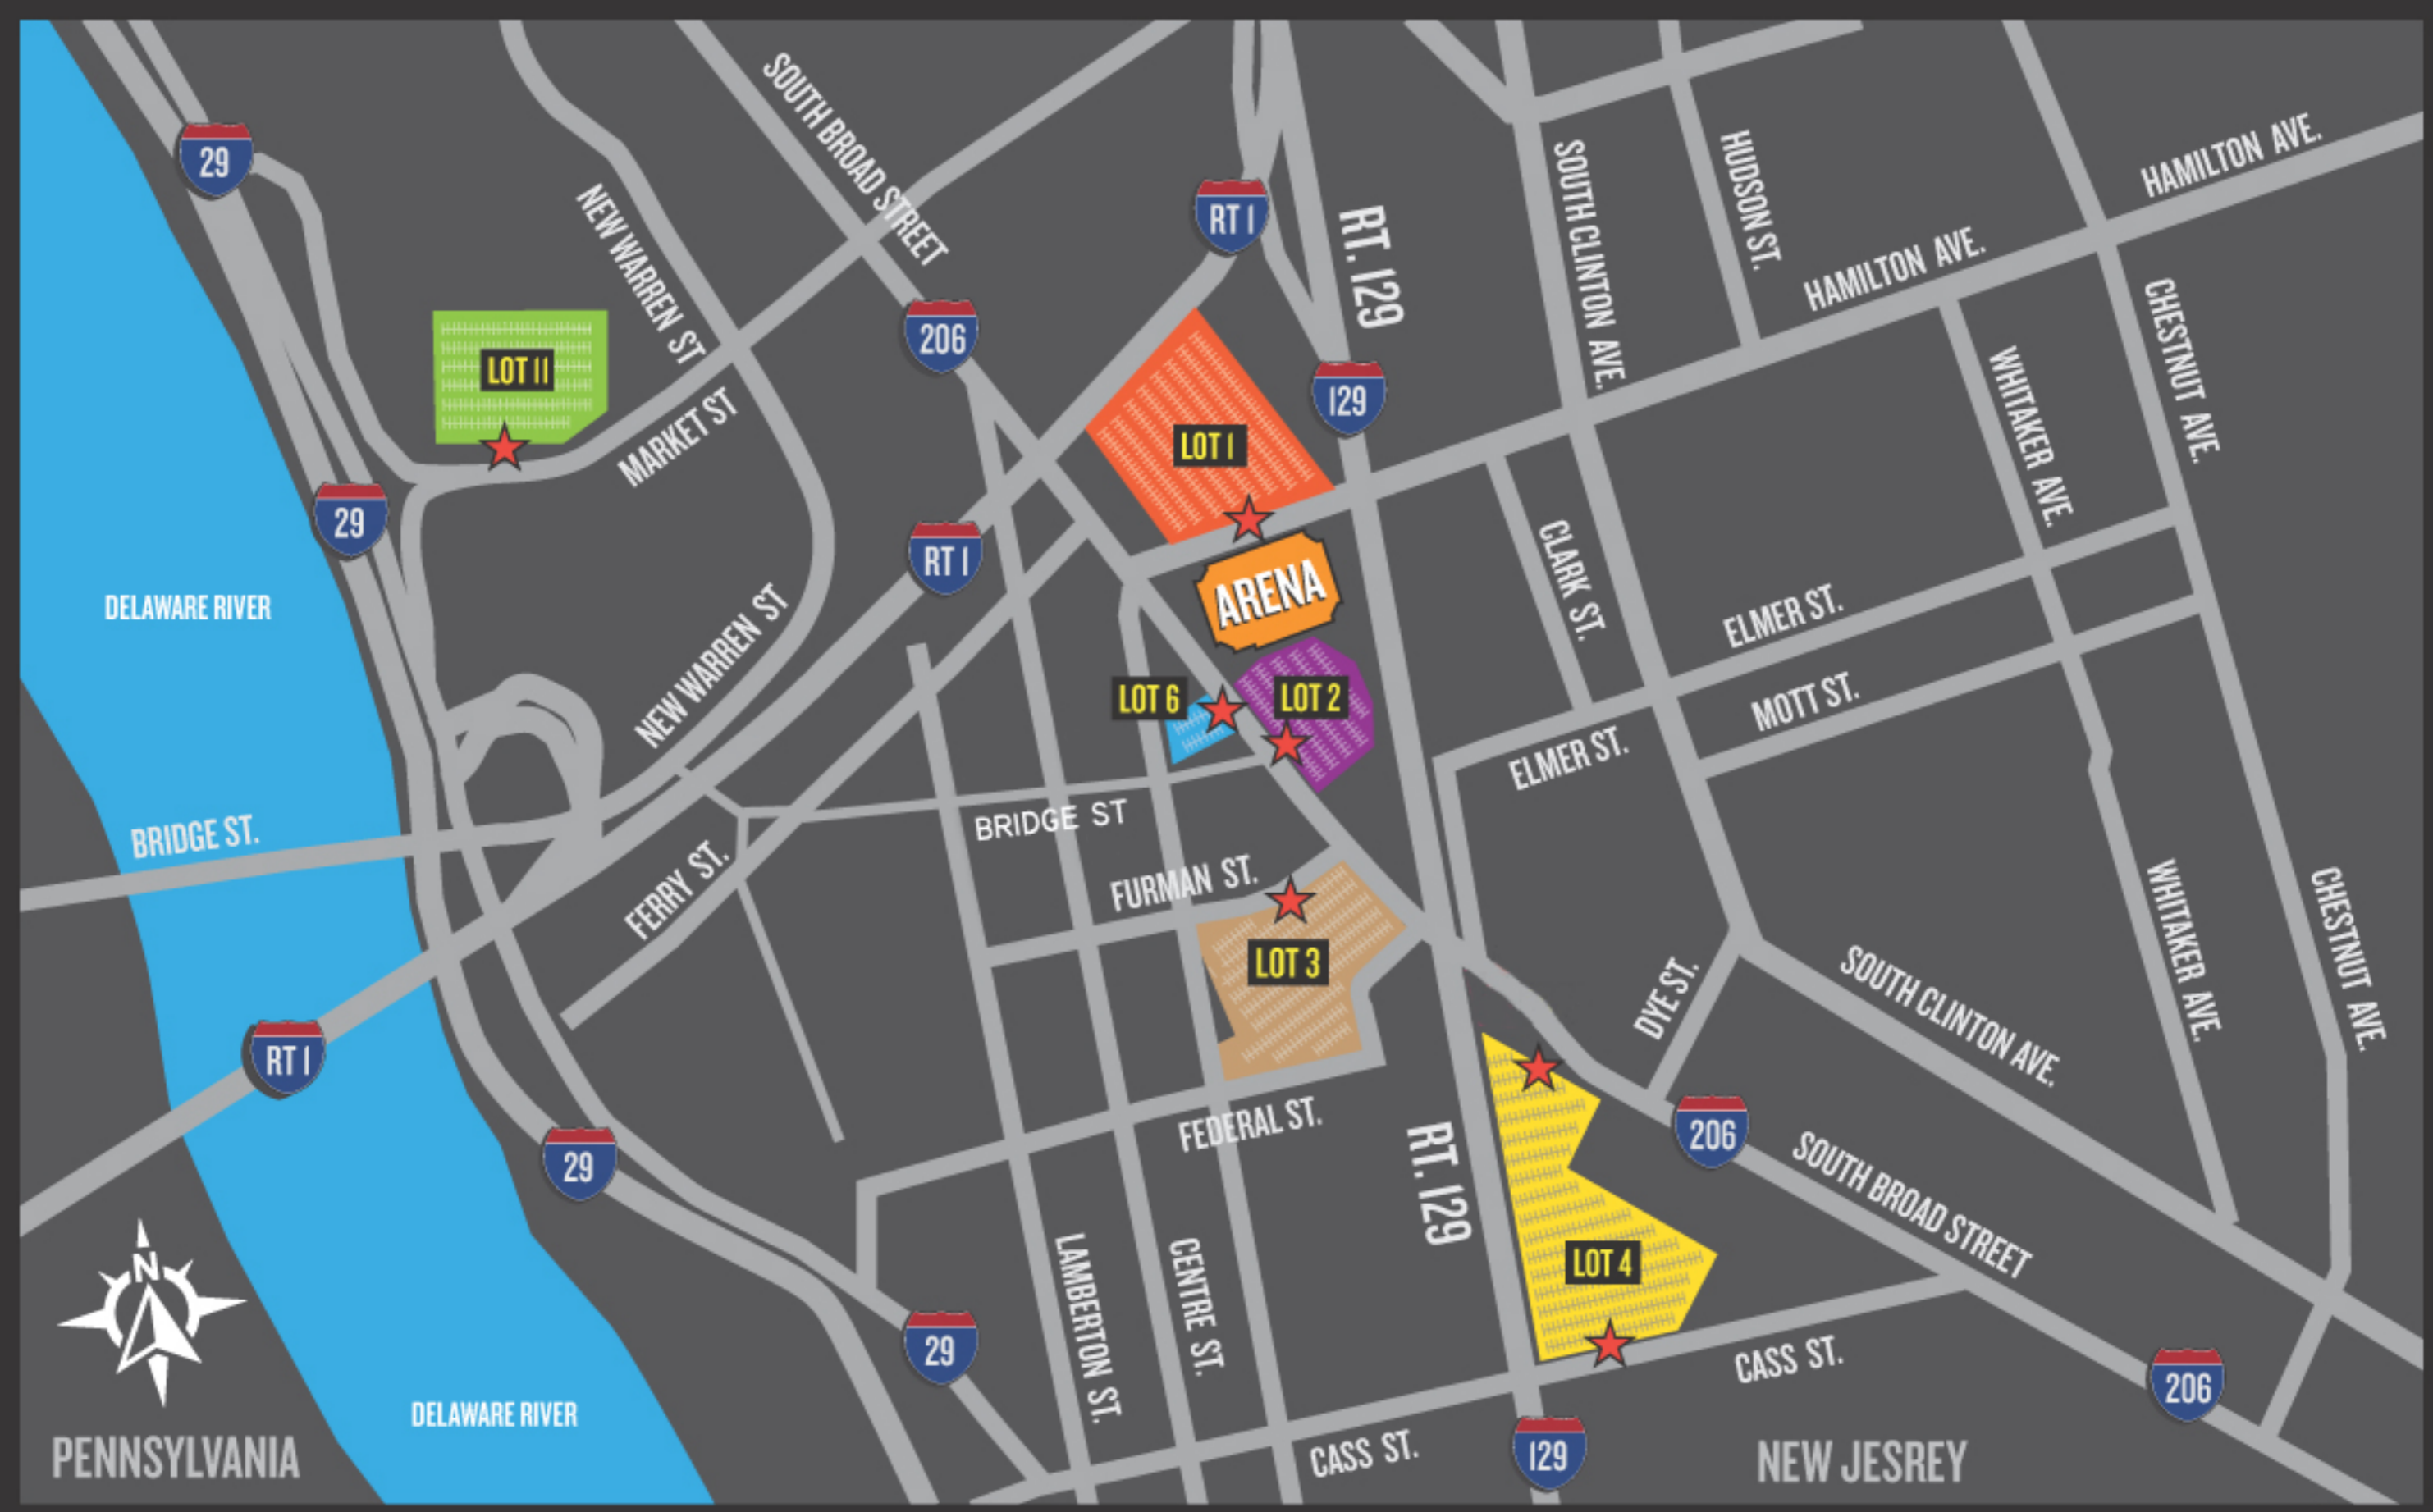 SOUTH BROAD STREET
29
NEW WARREN ST
RT 1
RT. 129
SOUTH CLINTON AVE.
HUDSON ST.
HAMILTON AVE.
HAMILTON AVE.
CHESTNUT AVE.
206
LOT 11
MARKET ST
LOT 1
129
WHITAKER AVE.
29
RT 1
ARENA
CLARK ST.
DELAWARE RIVER
NEW WARREN ST
LOT 6
LOT 2
ELMER ST.
MOTT ST.
ELMER ST.
BRIDGE ST.
BRIDGE ST
FERRY ST.
FURMAN ST.
LOT 3
DYE ST.
SOUTH CLINTON AVE.
WHITAKER AVE.
CHESTNUT AVE.
RT 1
29
FEDERAL ST.
RT. 129
206
SOUTH BROAD STREET
N
LAMBERTON ST.
CENTRE ST.
LOT 4
29
CASS ST.
206
DELAWARE RIVER
PENNSYLVANIA
CASS ST.
129
NEW JESREY